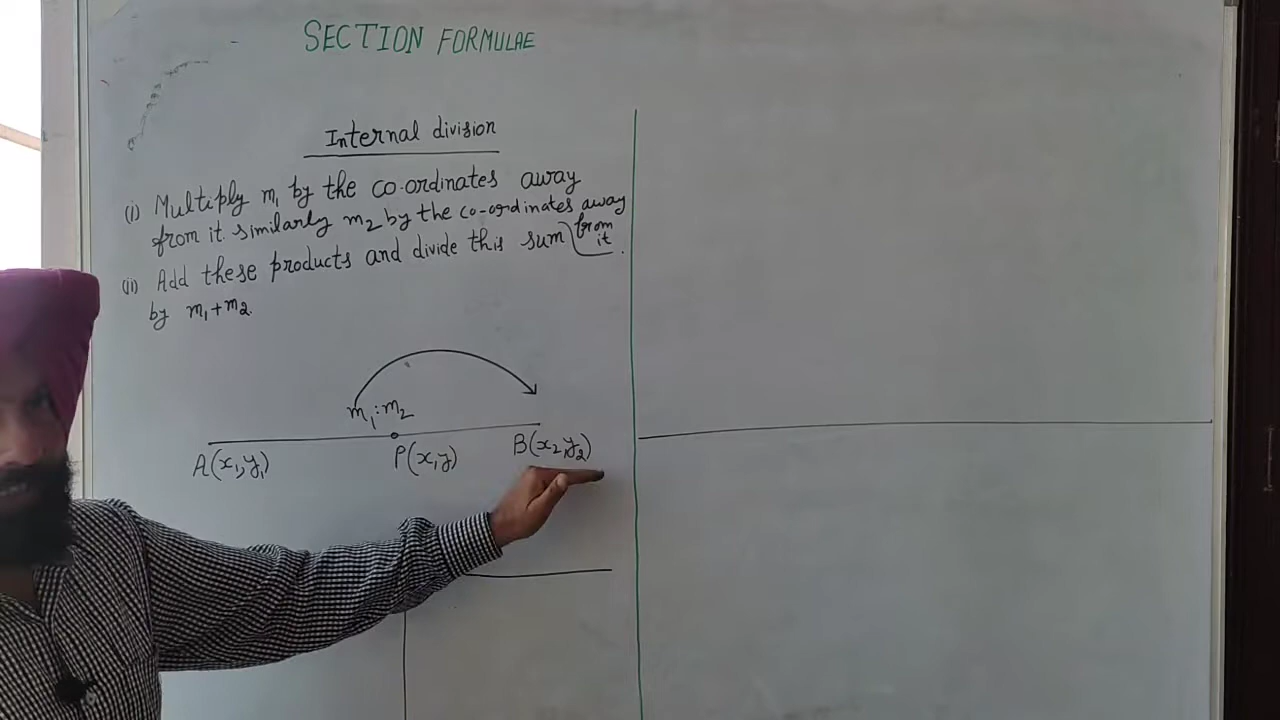 SECTION FORMULAE
Internal division
(i) Multiply m₁ by the co-ordinates away
from it. similarly m₂ by the co-ordinates away
from
it.
(ii) Add these products and divide this sum
by m₁+m₂.
m₁:m₂
A(x₁,y₁) P(x,y) B(x₂,y₂)